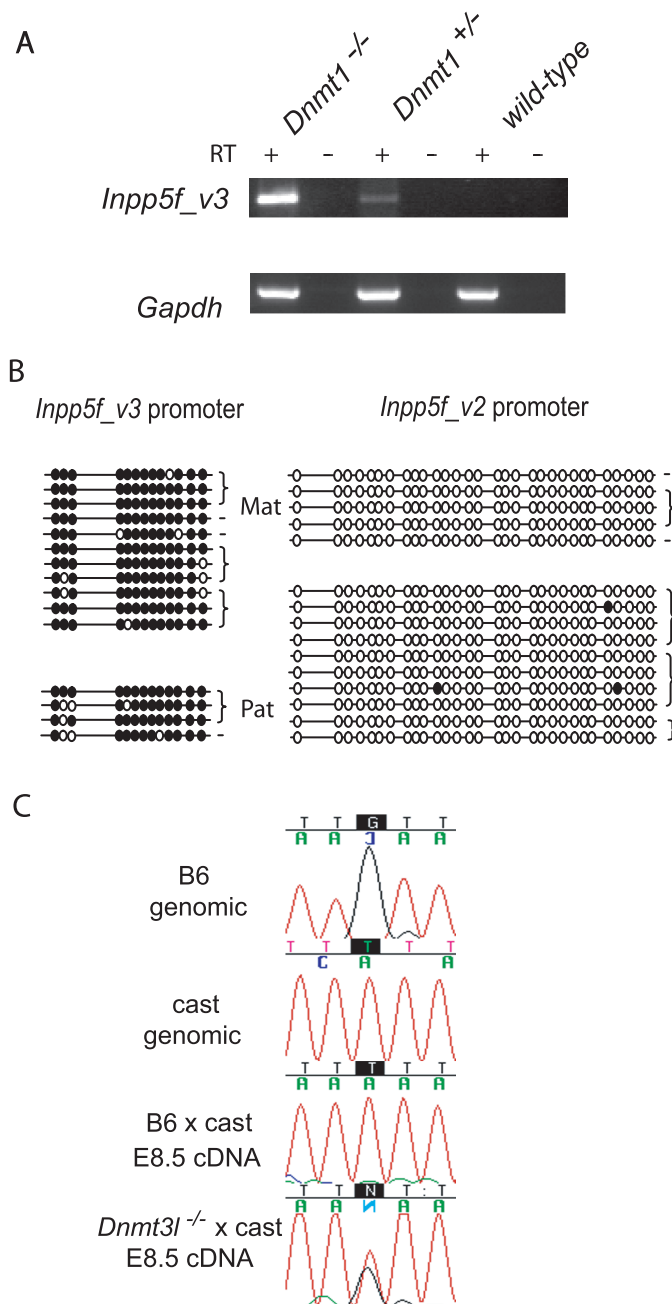 A
Dnmt1 -/-
Dnmt1 +/-
wild-type
RT + - + - + -
Inpp5f_v3
Gapdh
B
Inpp5f_v3 promoter
Inpp5f_v2 promoter
Mat
Pat
C
T T G T T
A A C A A
B6
genomic
T T T T T
C A A
cast
genomic
T T T T T
A A A A A
B6 x cast
E8.5 cDNA
T T N T T
A A N A A
Dnmt3l -/- x cast
E8.5 cDNA